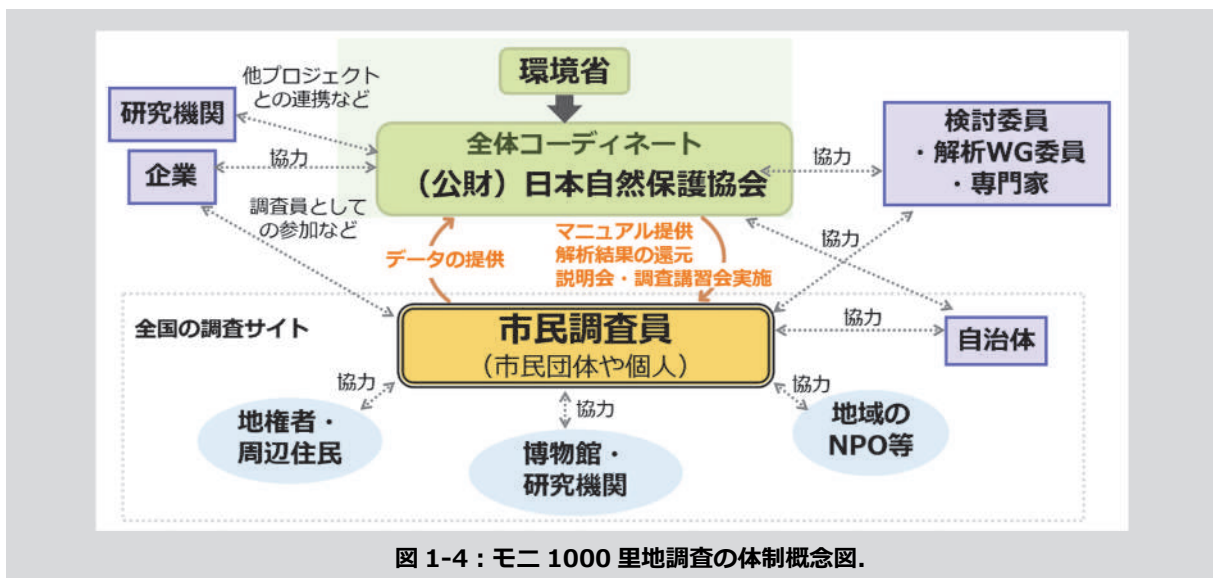 環境省
他プロジェクト
との連携など
研究機関
協力
企業
全体コーディネート
（公財）日本自然保護協会
協力
検討委員
・解析WG委員
・専門家
調査員として
の参加など
データの提供
マニュアル提供
解析結果の還元
説明会・調査講習会実施
協力
全国の調査サイト
市民調査員
（市民団体や個人）
協力
自治体
協力
地権者・
周辺住民
協力
博物館・
研究機関
協力
地域の
NPO等
図 1-4：モニ 1000 里地調査の体制概念図.